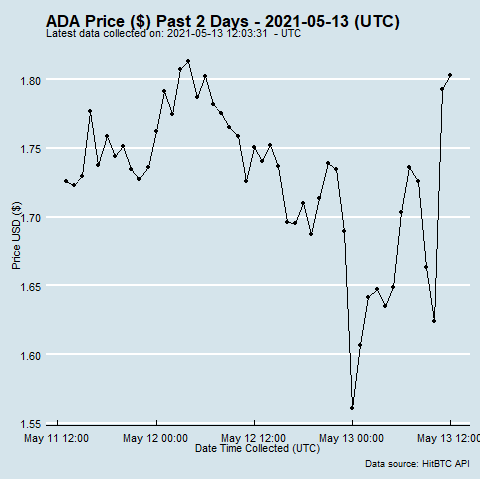 ADA Price ($) Past 2 Days - 2021-05-13 (UTC)
Latest data collected on: 2021-05-13 12:03:31 - UTC
1.80
1.75
1.70
1.65
1.60
1.55
Price USD ($)
May 11 12:00 May 12 00:00 May 12 12:00 May 13 00:00 May 13 12:00
Date Time Collected (UTC)
Data source: HitBTC API